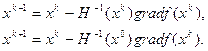 x^{k+1} = x^k − H^{-1}(x^k)gradf(x^k),
x^{k+1} = x^k − H^{-1}(x^0)gradf(x^k).